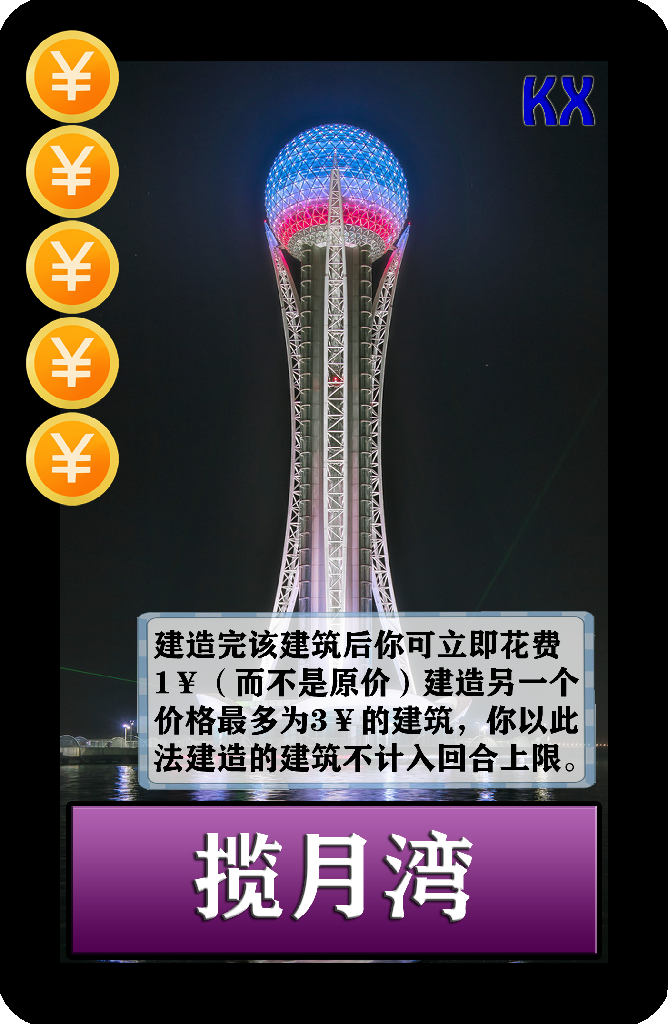 ¥
¥
¥
¥
¥
KX
建造完该建筑后你可立即花费
1¥（而不是原价）建造另一个
价格最多为3¥的建筑，你以此
法建造的建筑不计入回合上限。
揽月湾